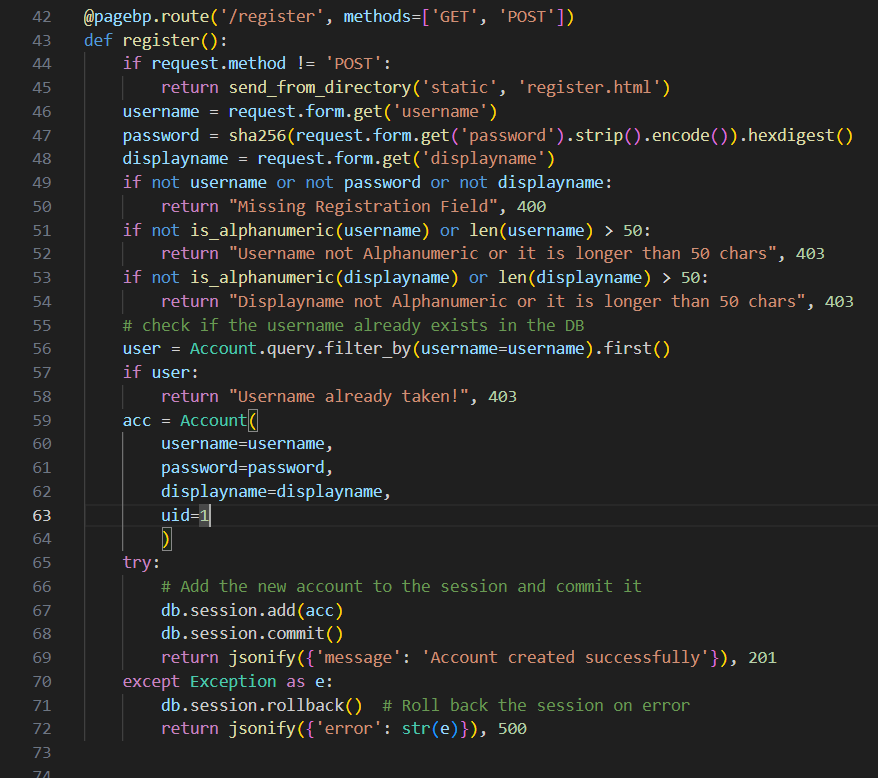 42 @pagebp.route('/register', methods=['GET', 'POST'])
43 def register():
44     if request.method != 'POST':
45         return send_from_directory('static', 'register.html')
46     username = request.form.get('username')
47     password = sha256(request.form.get('password').strip().encode()).hexdigest()
48     displayname = request.form.get('displayname')
49     if not username or not password or not displayname:
50         return "Missing Registration Field", 400
51     if not is_alphanumeric(username) or len(username) > 50:
52         return "Username not Alphanumeric or it is longer than 50 chars", 403
53     if not is_alphanumeric(displayname) or len(displayname) > 50:
54         return "Displayname not Alphanumeric or it is longer than 50 chars", 403
55     # check if the username already exists in the DB
56     user = Account.query.filter_by(username=username).first()
57     if user:
58         return "Username already taken!", 403
59     acc = Account(
60         username=username,
61         password=password,
62         displayname=displayname,
63         uid=1
64         )
65     try:
66         # Add the new account to the session and commit it
67         db.session.add(acc)
68         db.session.commit()
69         return jsonify({'message': 'Account created successfully'}), 201
70     except Exception as e:
71         db.session.rollback()  # Roll back the session on error
72         return jsonify({'error': str(e)}), 500
73
74